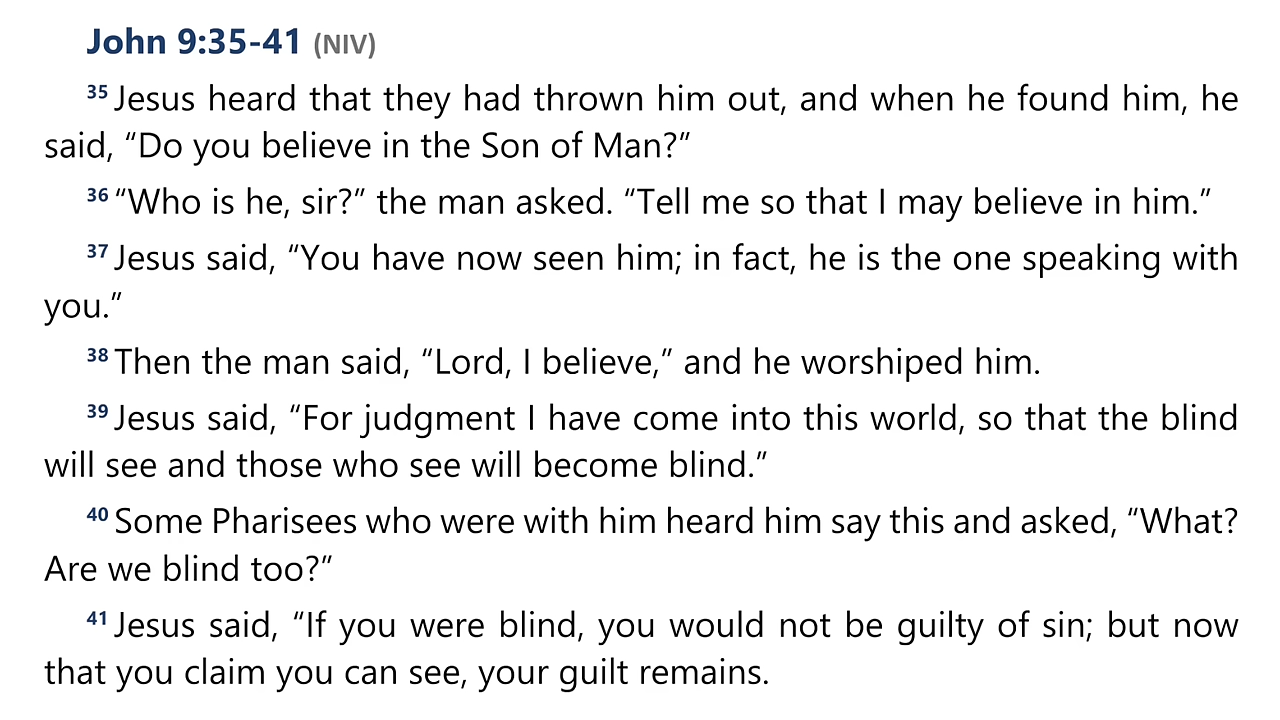 John 9:35-41 (NIV)
35 Jesus heard that they had thrown him out, and when he found him, he
said, “Do you believe in the Son of Man?”
36 “Who is he, sir?” the man asked. “Tell me so that I may believe in him.”
37 Jesus said, “You have now seen him; in fact, he is the one speaking with
you.”
38 Then the man said, “Lord, I believe,” and he worshiped him.
39 Jesus said, “For judgment I have come into this world, so that the blind
will see and those who see will become blind.”
40 Some Pharisees who were with him heard him say this and asked, “What?
Are we blind too?”
41 Jesus said, “If you were blind, you would not be guilty of sin; but now
that you claim you can see, your guilt remains.